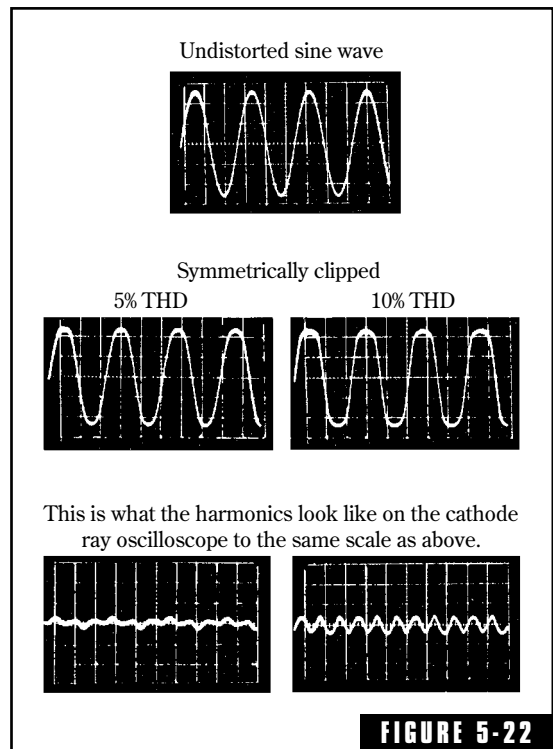 Undistorted sine wave
Symmetrically clipped
5% THD
10% THD
This is what the harmonics look like on the cathode
ray oscilloscope to the same scale as above.
FIGURE 5-22